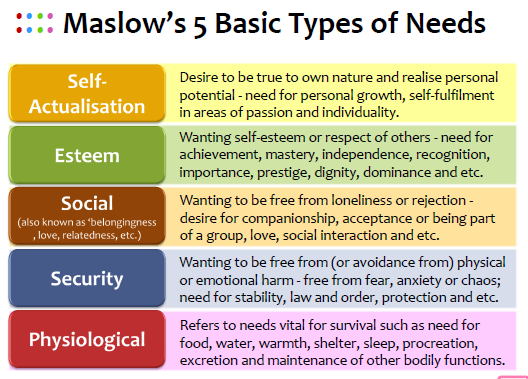 Maslow's 5 Basic Types of Needs
Self-
Actualisation
Desire to be true to own nature and realise personal
potential - need for personal growth, self-fulfilment
in areas of passion and individuality.
Esteem
Wanting self-esteem or respect of others - need for
achievement, mastery, independence, recognition,
importance, prestige, dignity, dominance and etc.
Social
(also known as 'belongingness
, love, relatedness, etc.)
Wanting to be free from loneliness or rejection -
desire for companionship, acceptance or being part
of a group, love, social interaction and etc.
Security
Wanting to be free from (or avoidance from) physical
or emotional harm - free from fear, anxiety or chaos;
need for stability, law and order, protection and etc.
Physiological
Refers to needs vital for survival such as need for
food, water, warmth, shelter, sleep, procreation,
excretion and maintenance of other bodily functions.